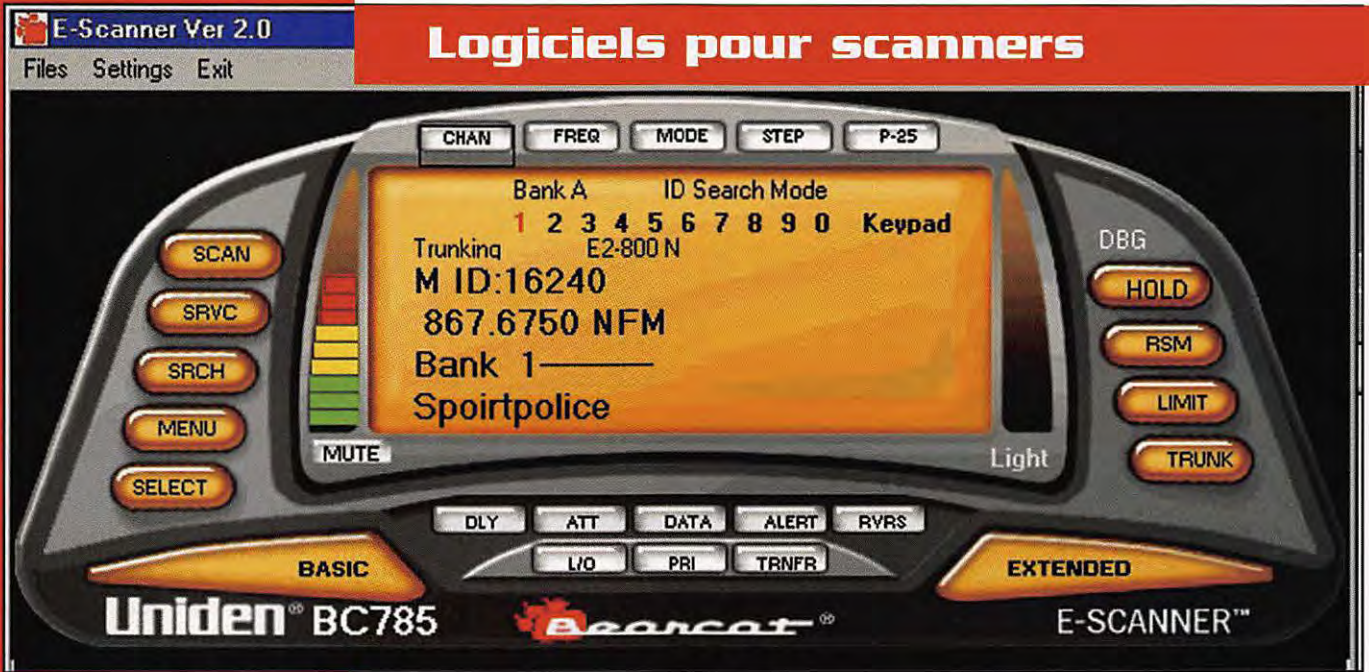 E-Scanner Ver 2.0
Logiciels pour scanners
Files Settings Exit
CHAN FREQ MODE STEP P-25
Bank A ID Search Mode
1 2 3 4 5 6 7 8 9 0 Keypad
Trunking E2-800 N
M ID:16240
867.6750 NFM
Bank 1
Spoirtpolice
SCAN
SRVC
SRCH
MENU
SELECT
MUTE
Light
DBG
HOLD
RSM
LIMIT
TRUNK
DLY ATT DATA ALERT RVRS
L/O PRI TRNFR
BASIC
EXTENDED
Uniden® BC785
Bearcat®
E-SCANNER™